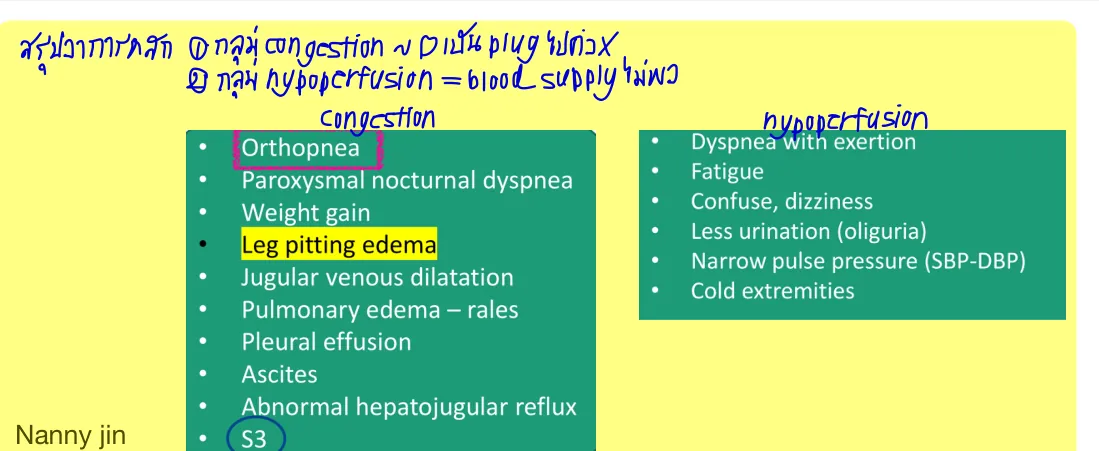 สรุปอาการหลัก ① กลุ่ม congestion ~ เป็น plug ไปต่อ X
② กลุ่ม hypoperfusion = blood supply ไม่พอ
congestion
• Orthopnea
• Paroxysmal nocturnal dyspnea
• Weight gain
• Leg pitting edema
• Jugular venous dilatation
• Pulmonary edema – rales
• Pleural effusion
• Ascites
• Abnormal hepatojugular reflux
• S3
hypoperfusion
• Dyspnea with exertion
• Fatigue
• Confuse, dizziness
• Less urination (oliguria)
• Narrow pulse pressure (SBP-DBP)
• Cold extremities
Nanny jin